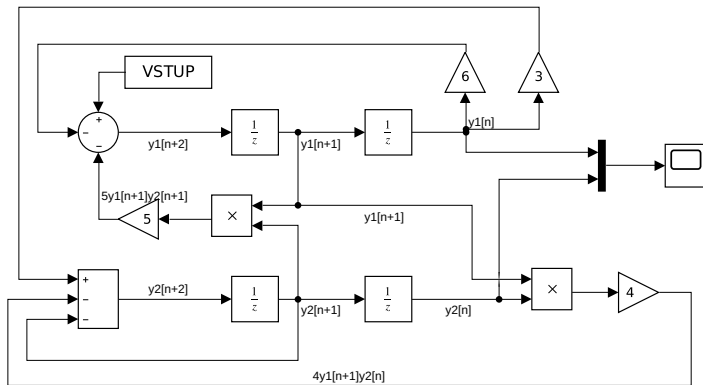 6
3
VSTUP
+
−
−
y1[n+2]
1
z
y1[n+1]
1
z
y1[n]
5y1[n+1]y2[n+1]
5
×
y1[n+1]
+
−
−
y2[n+2]
1
z
y2[n+1]
1
z
y2[n]
×
4
4y1[n+1]y2[n]